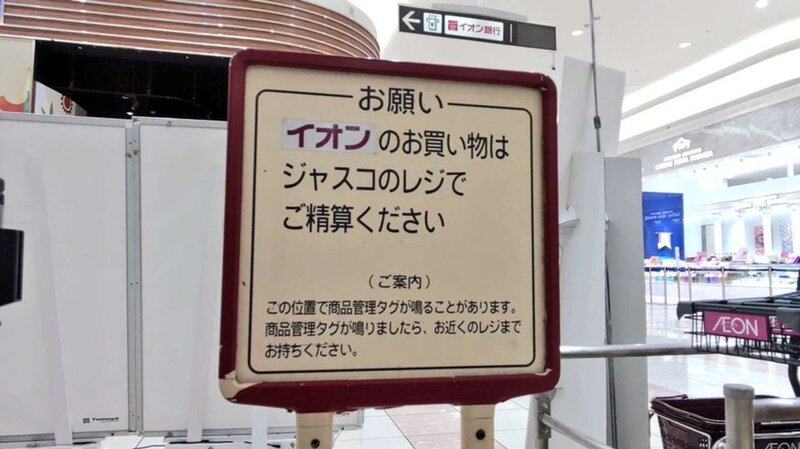 イオン銀行
お願い
イオンのお買い物は
ジャスコのレジで
ご精算ください
(ご案内)
この位置で商品管理タグが鳴ることがあります。
商品管理タグが鳴りましたら、お近くのレジまで
お持ちください。
ÆON